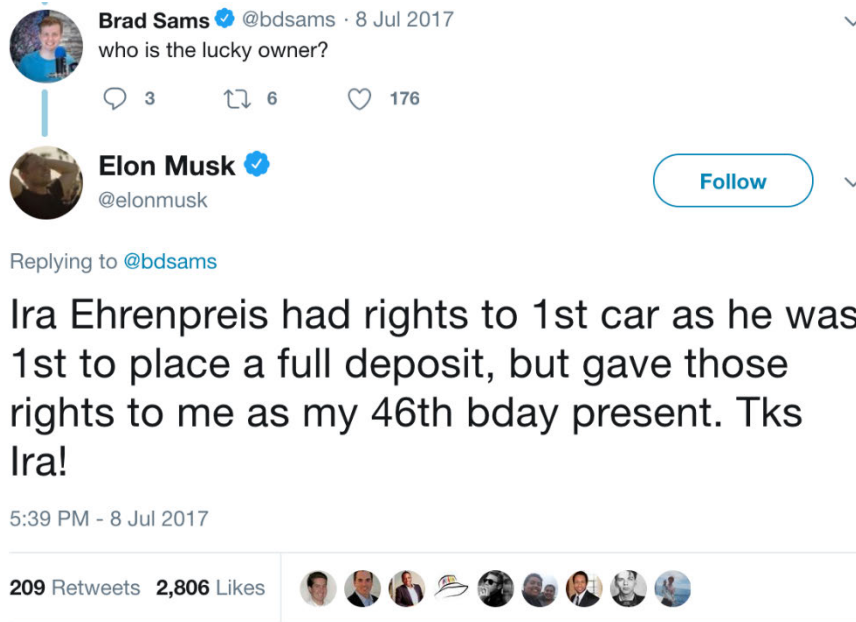 Brad Sams @bdsams · 8 Jul 2017
who is the lucky owner?
3 6 176
Elon Musk
@elonmusk
Follow
Replying to @bdsams
Ira Ehrenpreis had rights to 1st car as he was
1st to place a full deposit, but gave those
rights to me as my 46th bday present. Tks
Ira!
5:39 PM - 8 Jul 2017
209 Retweets 2,806 Likes